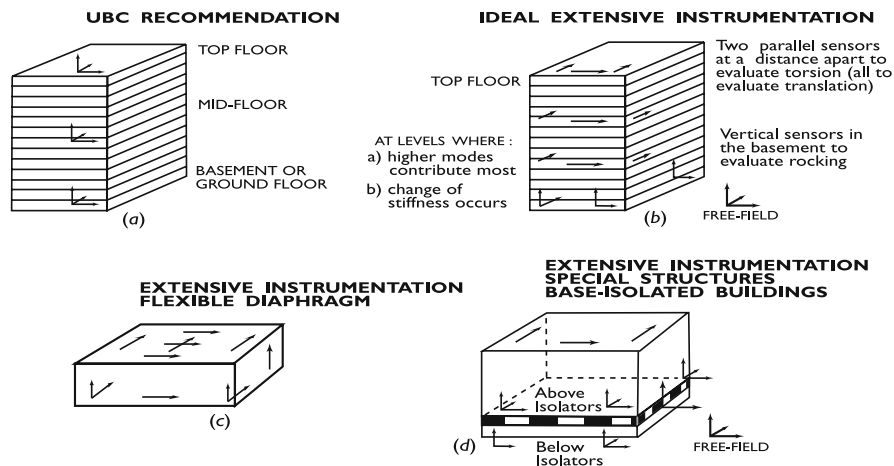 UBC RECOMMENDATION
TOP FLOOR
MID-FLOOR
BASEMENT OR
GROUND FLOOR
(a)
IDEAL EXTENSIVE INSTRUMENTATION
TOP FLOOR
Two parallel sensors
at a distance apart to
evaluate torsion (all to
evaluate translation)
AT LEVELS WHERE :
a) higher modes
contribute most
b) change of
stiffness occurs
Vertical sensors in
the basement to
evaluate rocking
(b)
FREE-FIELD
EXTENSIVE INSTRUMENTATION
FLEXIBLE DIAPHRAGM
(c)
EXTENSIVE INSTRUMENTATION
SPECIAL STRUCTURES
BASE-ISOLATED BUILDINGS
Above
Isolators
(d)
Below
Isolators
FREE-FIELD